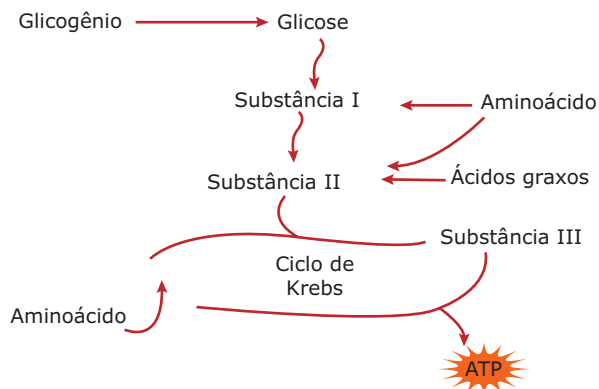 Glicogênio
Glicose
Substância I
Aminoácido
Substância II
Ácidos graxos
Substância III
Ciclo de
Krebs
Aminoácido
ATP